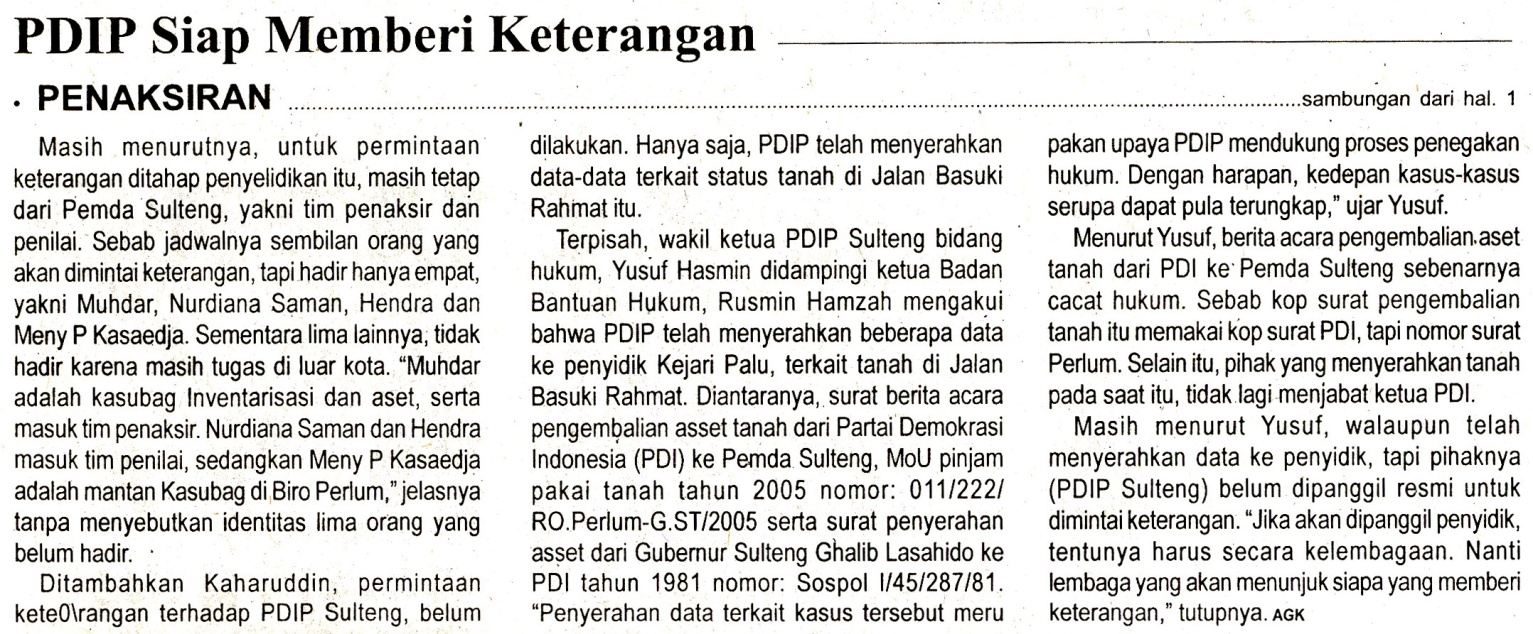 PDIP Siap Memberi Keterangan
• PENAKSIRAN ........ sambungan dari hal. 1
Masih menurutnya, untuk permintaan
keterangan ditahap penyelidikan itu, masih tetap
dari Pemda Sulteng, yakni tim penaksir dan
penilai. Sebab jadwalnya sembilan orang yang
akan dimintai keterangan, tapi hadir hanya empat,
yakni Muhdar, Nurdiana Saman, Hendra dan
Meny P Kasaedja. Sementara lima lainnya, tidak
hadir karena masih tugas di luar kota. “Muhdar
adalah kasubag Inventarisasi dan aset, serta
masuk tim penaksir. Nurdiana Saman dan Hendra
masuk tim penilai, sedangkan Meny P Kasaedja
adalah mantan Kasubag di Biro Perlum,” jelasnya
tanpa menyebutkan identitas lima orang yang
belum hadir.
Ditambahkan Kaharuddin, permintaan
kete0\rangan terhadap PDIP Sulteng, belum
dilakukan. Hanya saja, PDIP telah menyerahkan
data-data terkait status tanah di Jalan Basuki
Rahmat itu.
Terpisah, wakil ketua PDIP Sulteng bidang
hukum, Yusuf Hasmin didampingi ketua Badan
Bantuan Hukum, Rusmin Hamzah mengakui
bahwa PDIP telah menyerahkan beberapa data
ke penyidik Kejari Palu, terkait tanah di Jalan
Basuki Rahmat. Diantaranya, surat berita acara
pengembalian asset tanah dari Partai Demokrasi
Indonesia (PDI) ke Pemda Sulteng, MoU pinjam
pakai tanah tahun 2005 nomor: 011/222/
RO.Perlum-G.ST/2005 serta surat penyerahan
asset dari Gubernur Sulteng Ghalib Lasahido ke
PDI tahun 1981 nomor: Sospol I/45/287/81.
“Penyerahan data terkait kasus tersebut meru
pakan upaya PDIP mendukung proses penegakan
hukum. Dengan harapan, kedepan kasus-kasus
serupa dapat pula terungkap,” ujar Yusuf.
Menurut Yusuf, berita acara pengembalian aset
tanah dari PDI ke Pemda Sulteng sebenarnya
cacat hukum. Sebab kop surat pengembalian
tanah itu memakai kop surat PDI, tapi nomor surat
Perlum. Selain itu, pihak yang menyerahkan tanah
pada saat itu, tidak lagi menjabat ketua PDI.
Masih menurut Yusuf, walaupun telah
menyerahkan data ke penyidik, tapi pihaknya
(PDIP Sulteng) belum dipanggil resmi untuk
dimintai keterangan. “Jika akan dipanggil penyidik,
tentunya harus secara kelembagaan. Nanti
lembaga yang akan menunjuk siapa yang memberi
keterangan,” tutupnya. AGK